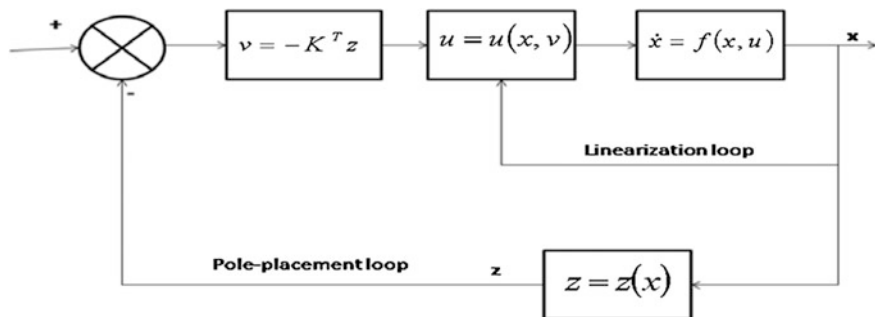 +
v = −K^T z
u = u(x, v)
ẋ = f(x, u)
x
-
Linearization loop
Pole-placement loop
z
z = z(x)